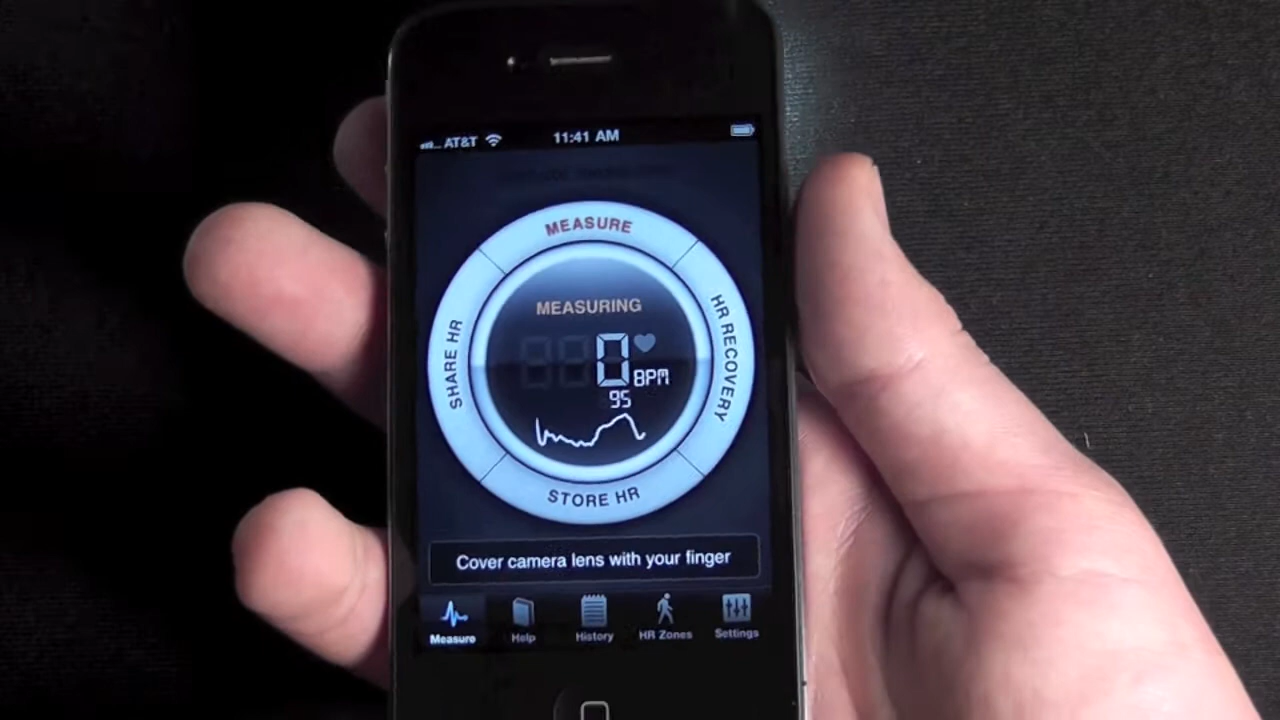 AT&T 11:41 AM
MEASURE
SHARE HR
HR RECOVERY
MEASURING
0
BPM
95
STORE HR
Cover camera lens with your finger
Measure Help History HR Zones Settings